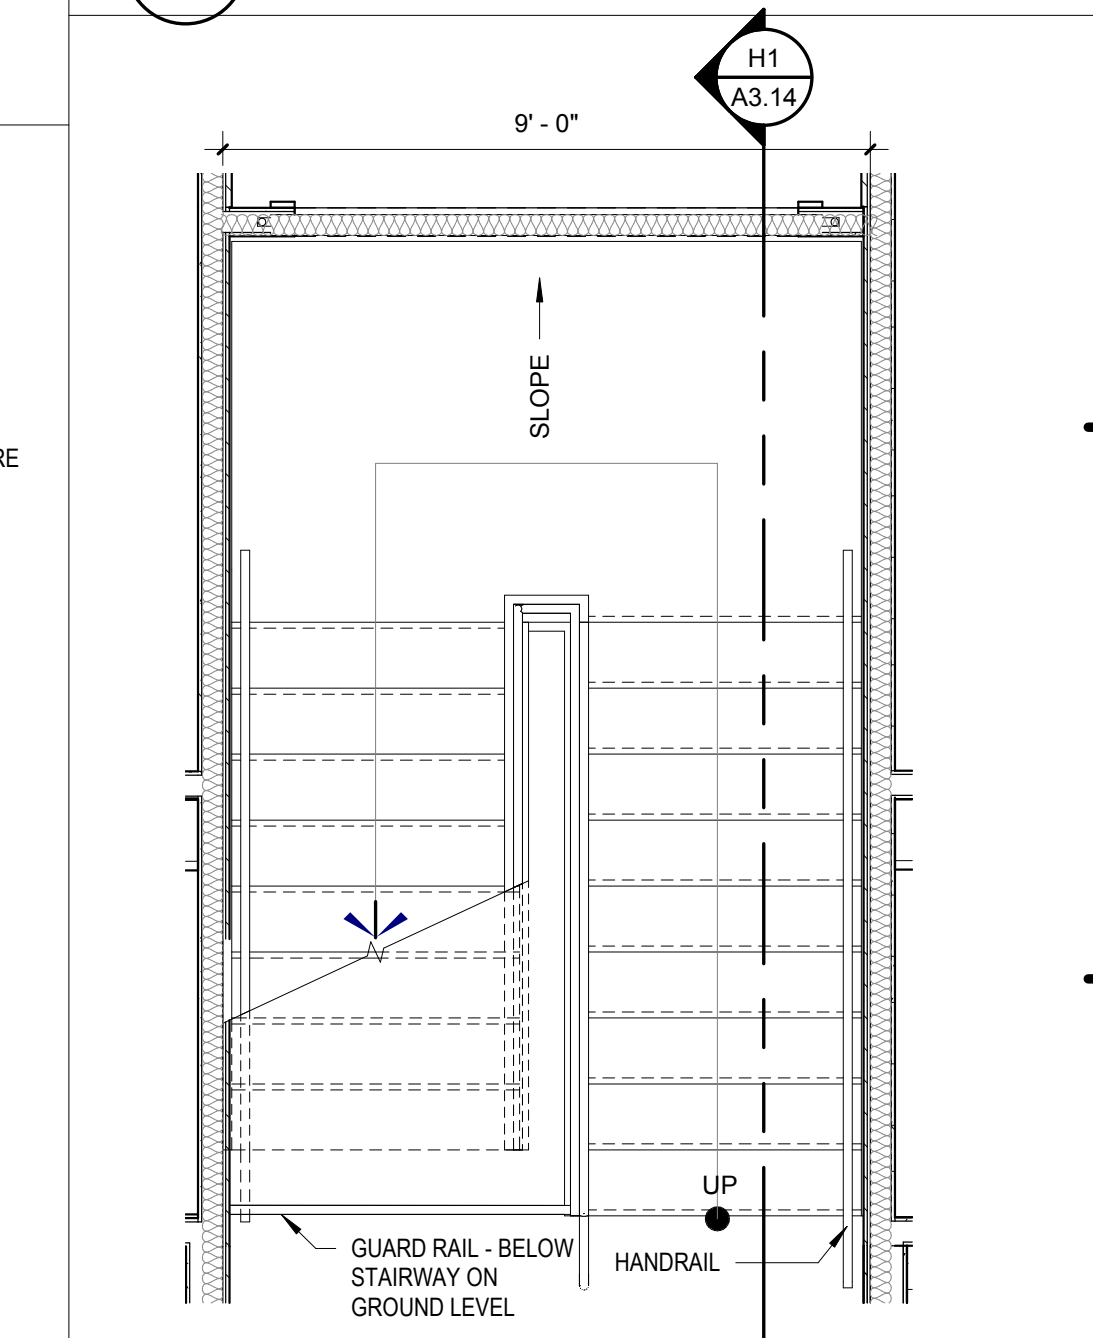 H1
A3.14
9' - 0"
SLOPE
RE
UP
GUARD RAIL - BELOW
STAIRWAY ON
GROUND LEVEL
HANDRAIL